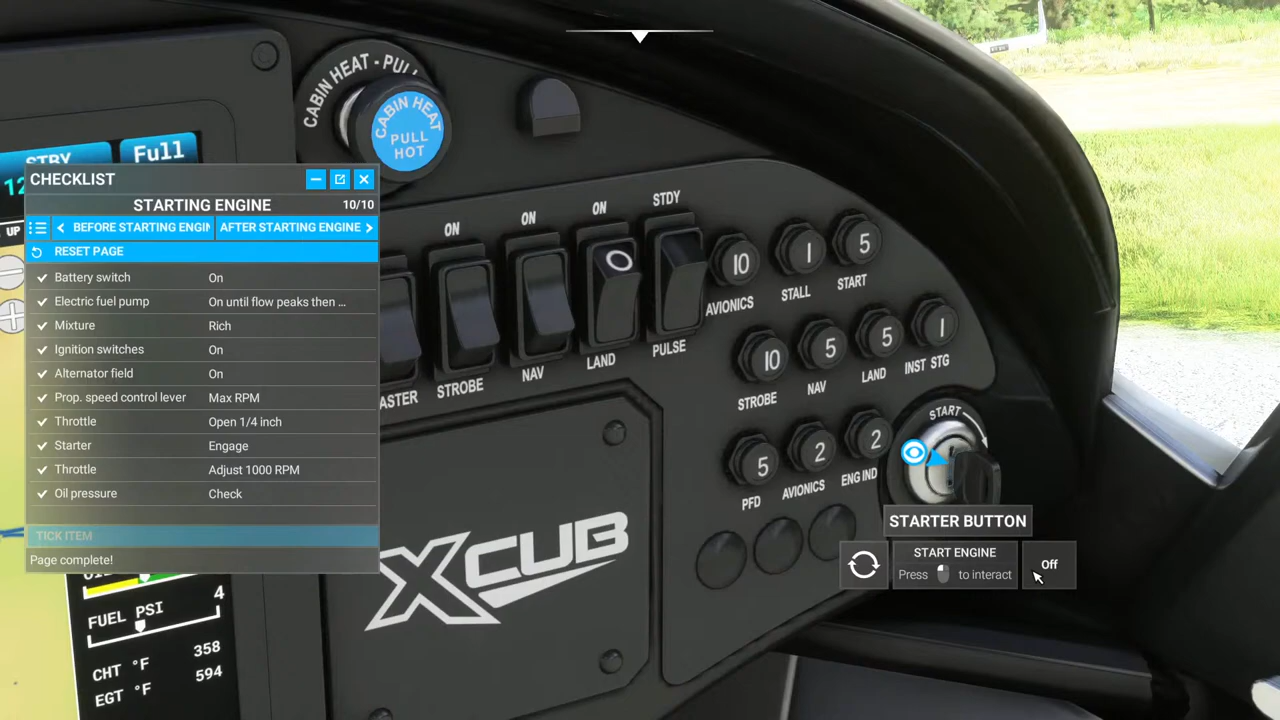 CABIN HEAT - PULL
CABIN HEAT
PULL
HOT
STBY
Full
12
UP
CHECKLIST
STARTING ENGINE
10/10
BEFORE STARTING ENGIN
AFTER STARTING ENGINE
RESET PAGE
Battery switch On
Electric fuel pump On until flow peaks then ...
Mixture Rich
Ignition switches On
Alternator field On
Prop. speed control lever Max RPM
Throttle Open 1/4 inch
Starter Engage
Throttle Adjust 1000 RPM
Oil pressure Check
TICK ITEM
Page complete!
ON
ON
ON
STDY
ASTER
STROBE
NAV
LAND
PULSE
10
1
5
AVIONICS
STALL
START
10
5
5
1
STROBE
NAV
LAND
INST STG
5
2
2
PFD
AVIONICS
ENG IND
START
XCUB
STARTER BUTTON
START ENGINE
Press to interact
Off
4
FUEL PSI
CHT °F 358
EGT °F 594